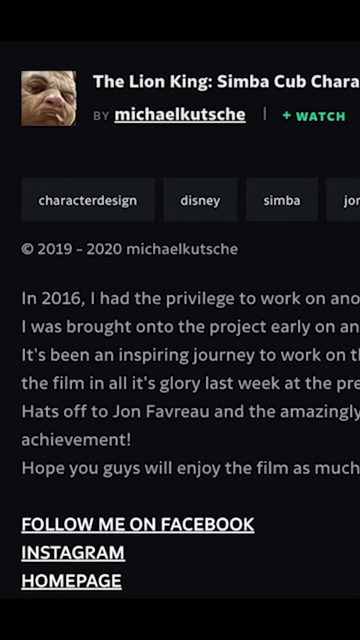 The Lion King: Simba Cub Chara
BY michaelkutsche | + WATCH
characterdesign disney simba jon
© 2019 - 2020 michaelkutsche
In 2016, I had the privilege to work on ano
I was brought onto the project early on an
It's been an inspiring journey to work on t
the film in all it's glory last week at the pre
Hats off to Jon Favreau and the amazingly
achievement!
Hope you guys will enjoy the film as much
FOLLOW ME ON FACEBOOK
INSTAGRAM
HOMEPAGE